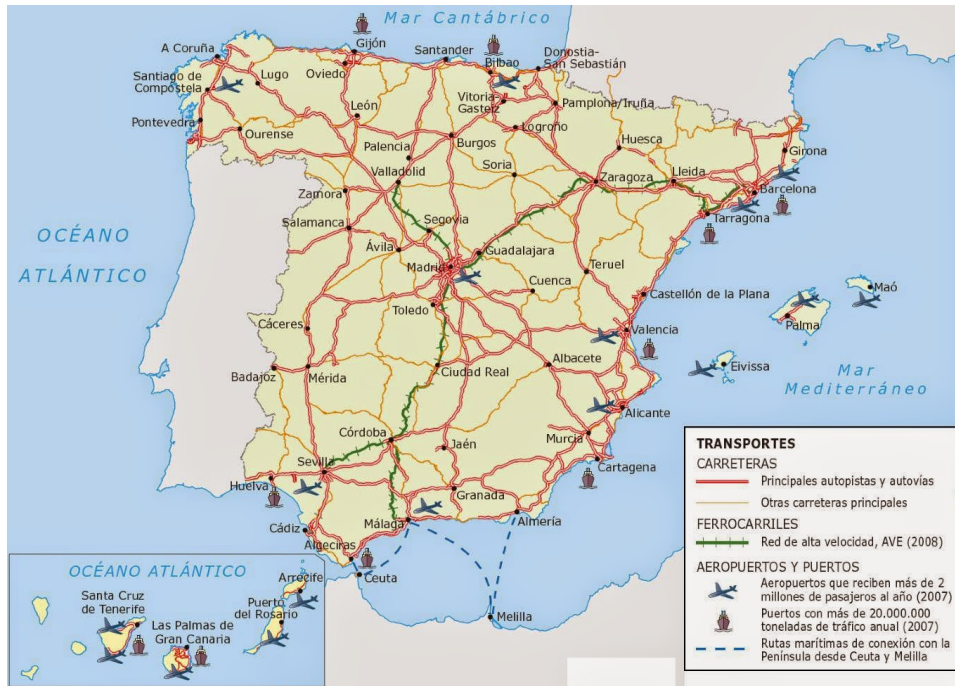 Mar Cantábrico
A Coruña
Gijón
Santander
Bilbao
Donostia-
San Sebastián
Santiago de
Compostela
Lugo
Oviedo
Vitoria-
Gasteiz
Pamplona/Iruña
Pontevedra
Ourense
León
Logroño
Huesca
Girona
Palencia
Burgos
Soria
Valladolid
Zaragoza
Lleida
Barcelona
Zamora
Tarragona
Salamanca
Segovia
OCÉANO
ATLÁNTICO
Ávila
Guadalajara
Madrid
Teruel
Cuenca
Maó
Toledo
Castellón de la Plana
Palma
Cáceres
Valencia
Eivissa
Badajoz
Mérida
Ciudad Real
Albacete
Mar
Mediterráneo
Alicante
Córdoba
Jaén
Murcia
Sevilla
Cartagena
Huelva
Granada
Cádiz
Málaga
Almería
Algeciras
Ceuta
Melilla
OCÉANO ATLÁNTICO
Arrecife
Santa Cruz
de Tenerife
Puerto
del Rosario
Las Palmas de
Gran Canaria
TRANSPORTES
CARRETERAS
Principales autopistas y autovías
Otras carreteras principales
FERROCARRILES
Red de alta velocidad, AVE (2008)
AEROPUERTOS Y PUERTOS
Aeropuertos que reciben más de 2
millones de pasajeros al año (2007)
Puertos con más de 20.000.000
toneladas de tráfico anual (2007)
Rutas marítimas de conexión con la
Península desde Ceuta y Melilla